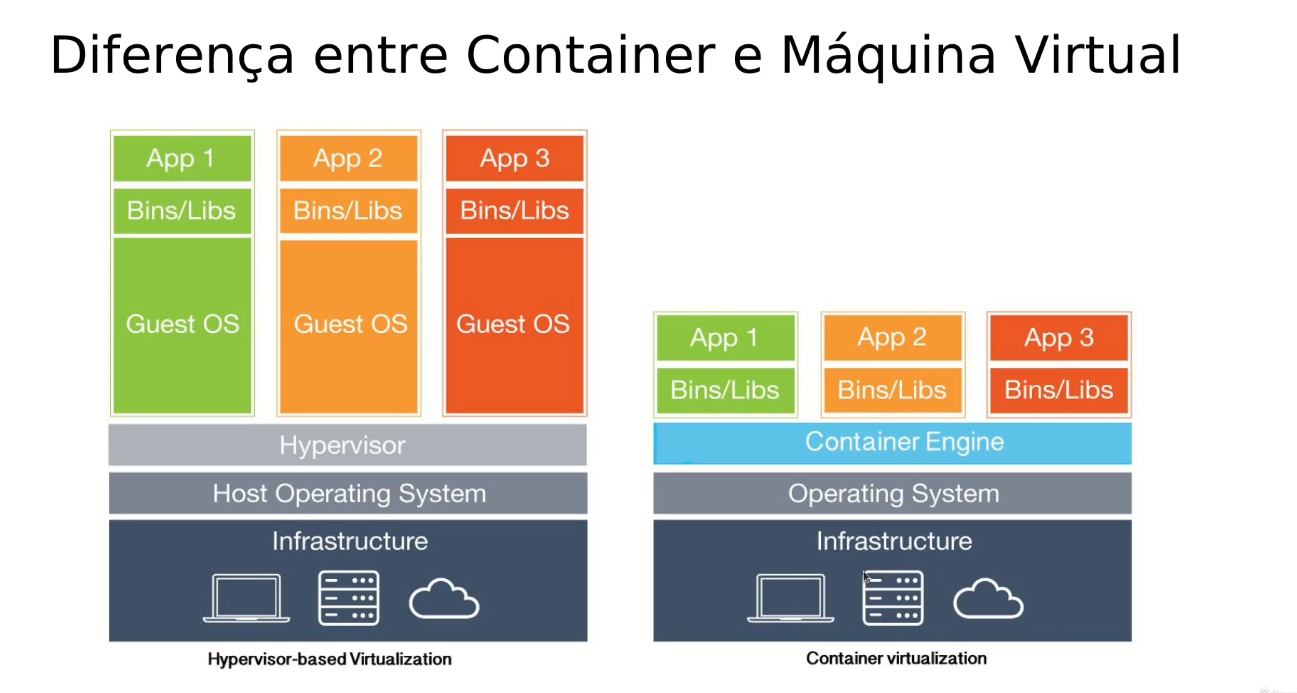 Diferença entre Container e Máquina Virtual
App 1
App 2
App 3
Bins/Libs
Bins/Libs
Bins/Libs
Guest OS
Guest OS
Guest OS
Hypervisor
Host Operating System
Infrastructure
Hypervisor-based Virtualization
App 1
App 2
App 3
Bins/Libs
Bins/Libs
Bins/Libs
Container Engine
Operating System
Infrastructure
Container virtualization